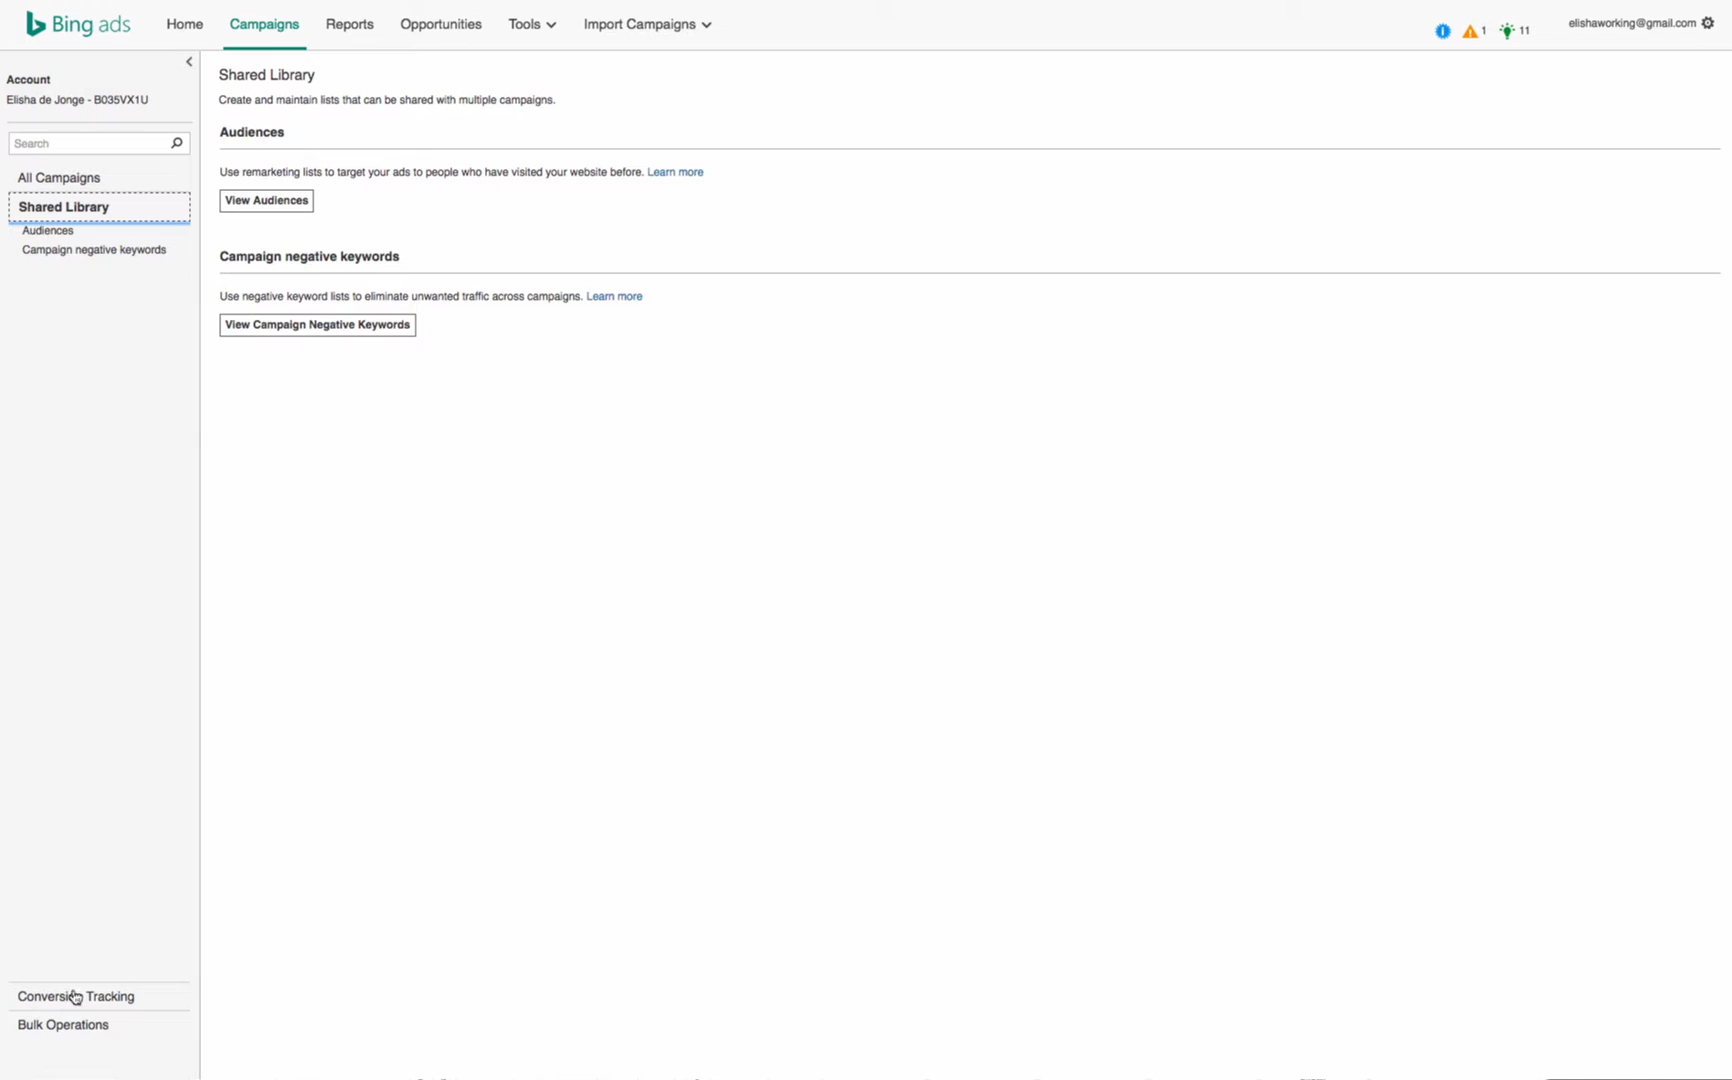 Bing ads
Home
Campaigns
Reports
Opportunities
Tools
Import Campaigns
1
11
elishaworking@gmail.com
Account
Elisha de Jonge - B035VX1U
Search
All Campaigns
Shared Library
Audiences
Campaign negative keywords
Shared Library
Create and maintain lists that can be shared with multiple campaigns.
Audiences
Use remarketing lists to target your ads to people who have visited your website before. Learn more
View Audiences
Campaign negative keywords
Use negative keyword lists to eliminate unwanted traffic across campaigns. Learn more
View Campaign Negative Keywords
Conversion Tracking
Bulk Operations